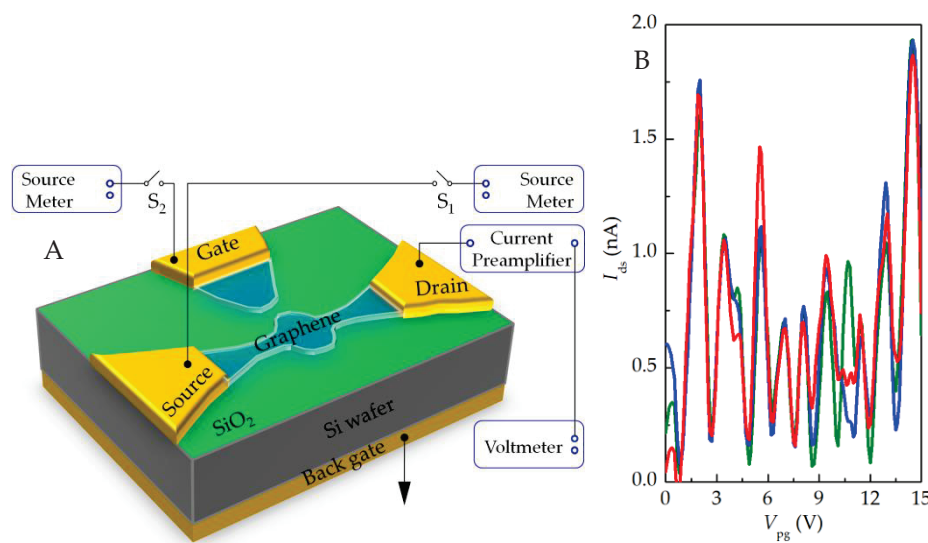 A
Source
Meter
S2
S1
Source
Meter
Gate
Current
Preamplifier
Drain
Graphene
Source
SiO2
Si wafer
Back gate
Voltmeter
B
2.0
1.5
1.0
0.5
0.0
Ids (nA)
0 3 6 9 12 15
Vpg (V)